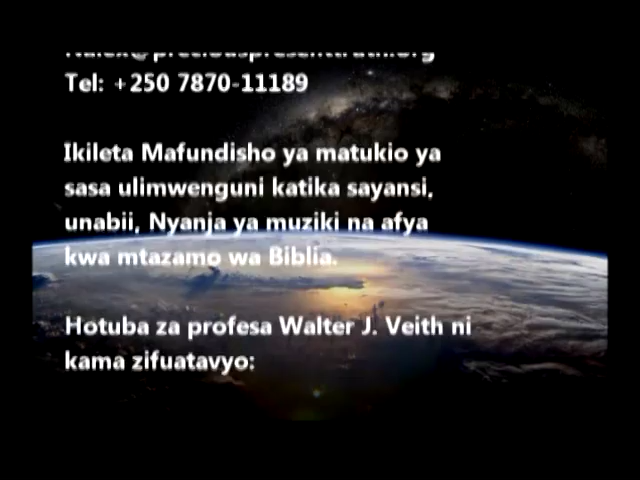 Tel: +250 7870-11189
Ikileta Mafundisho ya matukio ya
sasa ulimwenguni katika sayansi,
unabii, Nyanja ya muziki na afya
kwa mtazamo wa Biblia.
Hotuba za profesa Walter J. Veith ni
kama zifuatavyo: